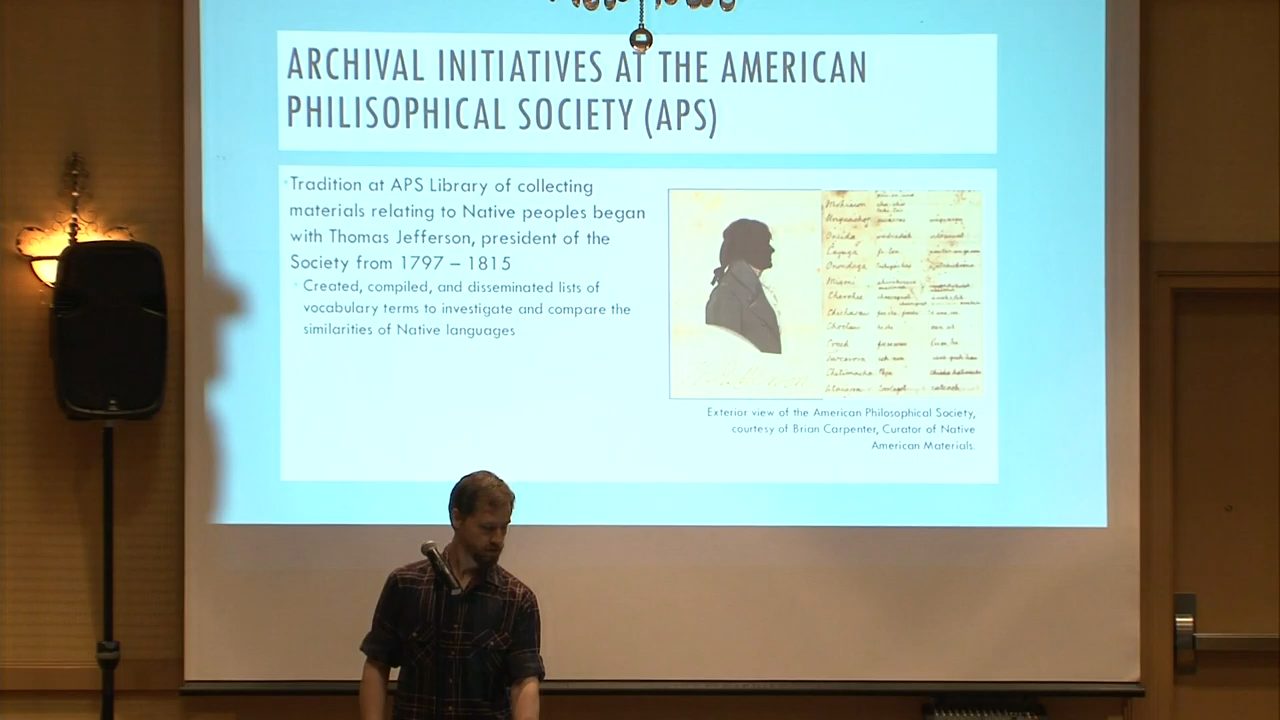 ARCHIVAL INITIATIVES AT THE AMERICAN
PHILISOPHICAL SOCIETY (APS)
Tradition at APS Library of collecting
materials relating to Native peoples began
with Thomas Jefferson, president of the
Society from 1797 – 1815
Created, compiled, and disseminated lists of
vocabulary terms to investigate and compare the
similarities of Native languages
Oneida
Cayuga
Onondaga
Miami
Cherokee
Chickasaw
Choctaw
Creek
Chetimacha
Exterior view of the American Philosophical Society,
courtesy of Brian Carpenter, Curator of Native
American Materials.